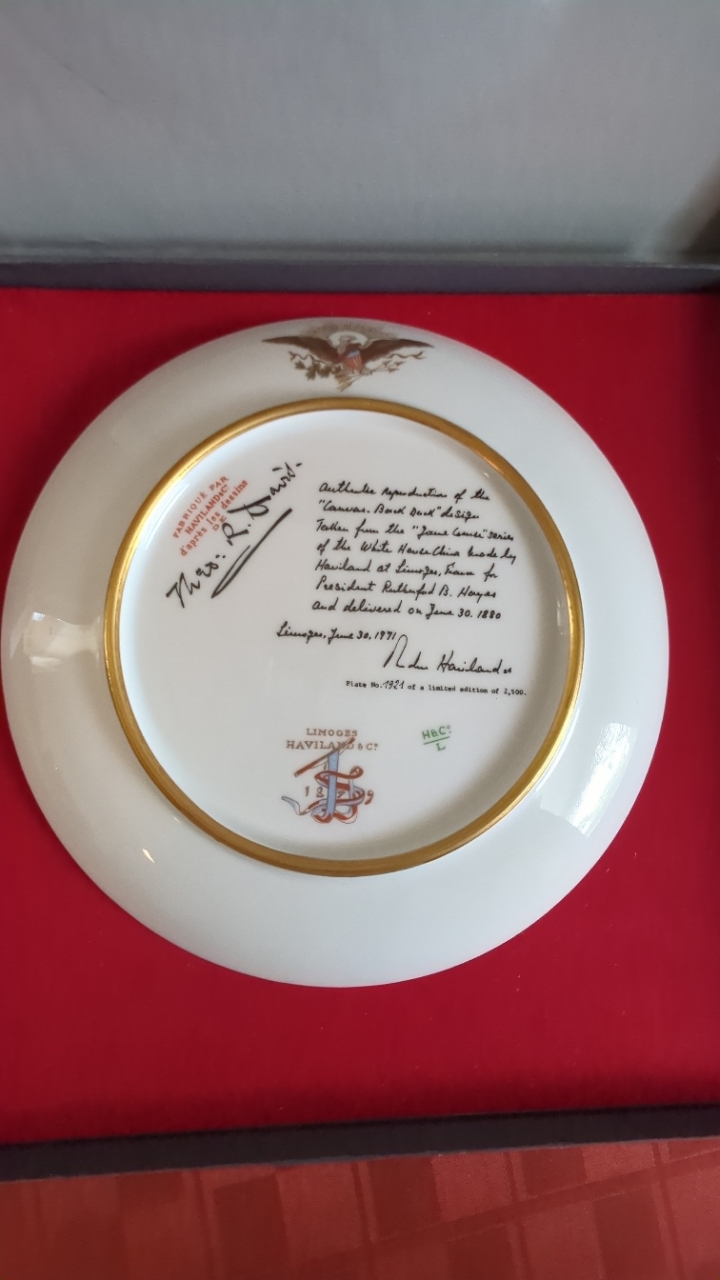 FABRIQUÉ PAR
HAVILAND & Cº
d'après les dessins
DE
Theo: R. Davis.
Authentic reproduction of the
"Canvas-Back Duck" design
Taken from the "Game Course" series
of the White House China made by
Haviland at Limoges, France for
President Rutherford B. Hayes
and delivered on June 30. 1880
Limoges, June 30, 1971
Haviland
Plate No. 1921 of a limited edition of 2,500.
LIMOGES
HAVILAND & Cº
1879
H&Cº
L